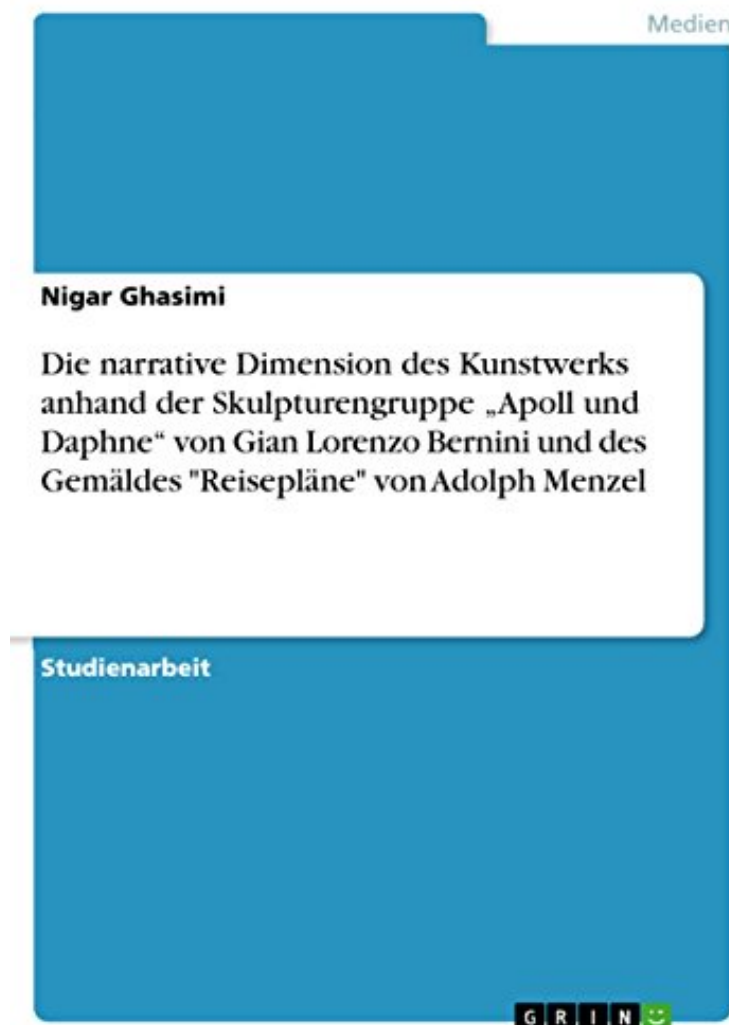 Medien
Nigar Ghasimi
Die narrative Dimension des Kunstwerks
anhand der Skulpturengruppe „Apoll und
Daphne“ von Gian Lorenzo Bernini und des
Gemäldes "Reisepläne" von Adolph Menzel
Studienarbeit
GRIN